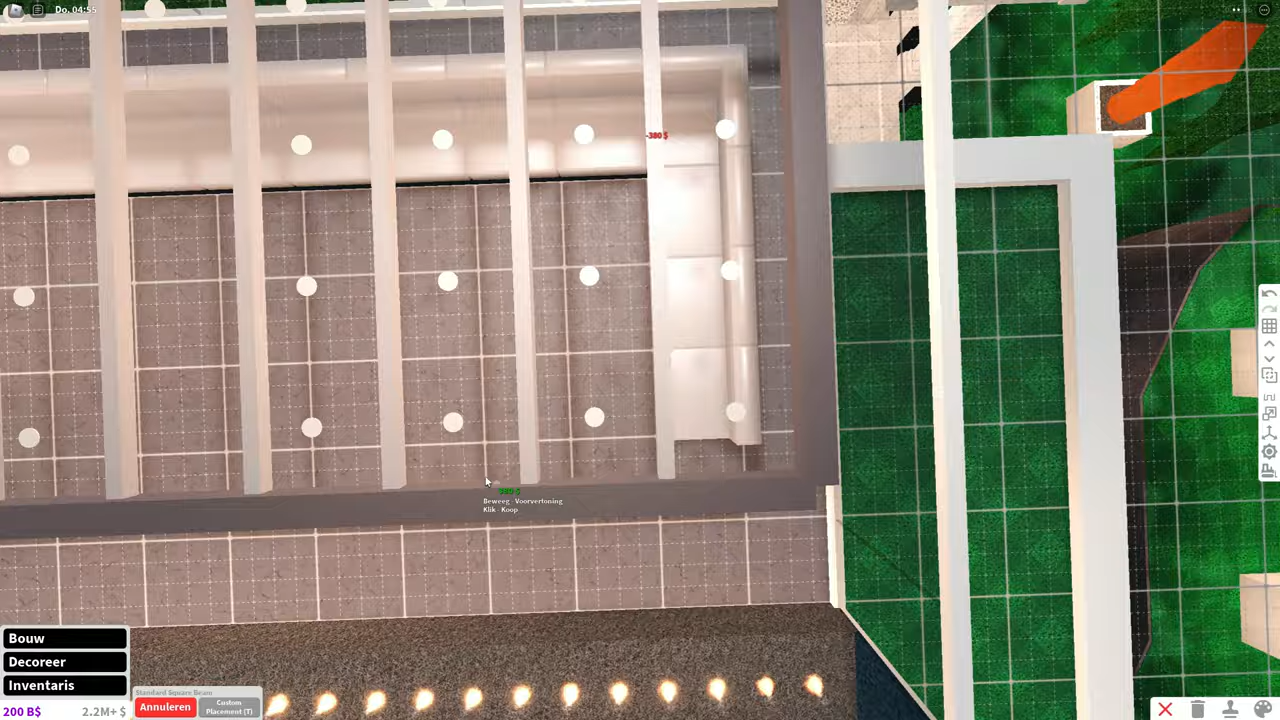 Do. 04:55
-380 $
Beweeg - Voorvertoning
Klik - Koop
Bouw
Decoreer
Inventaris
200 B$
2.2M+ $
Standard Square Beam
Annuleren
Custom
Placement (T)